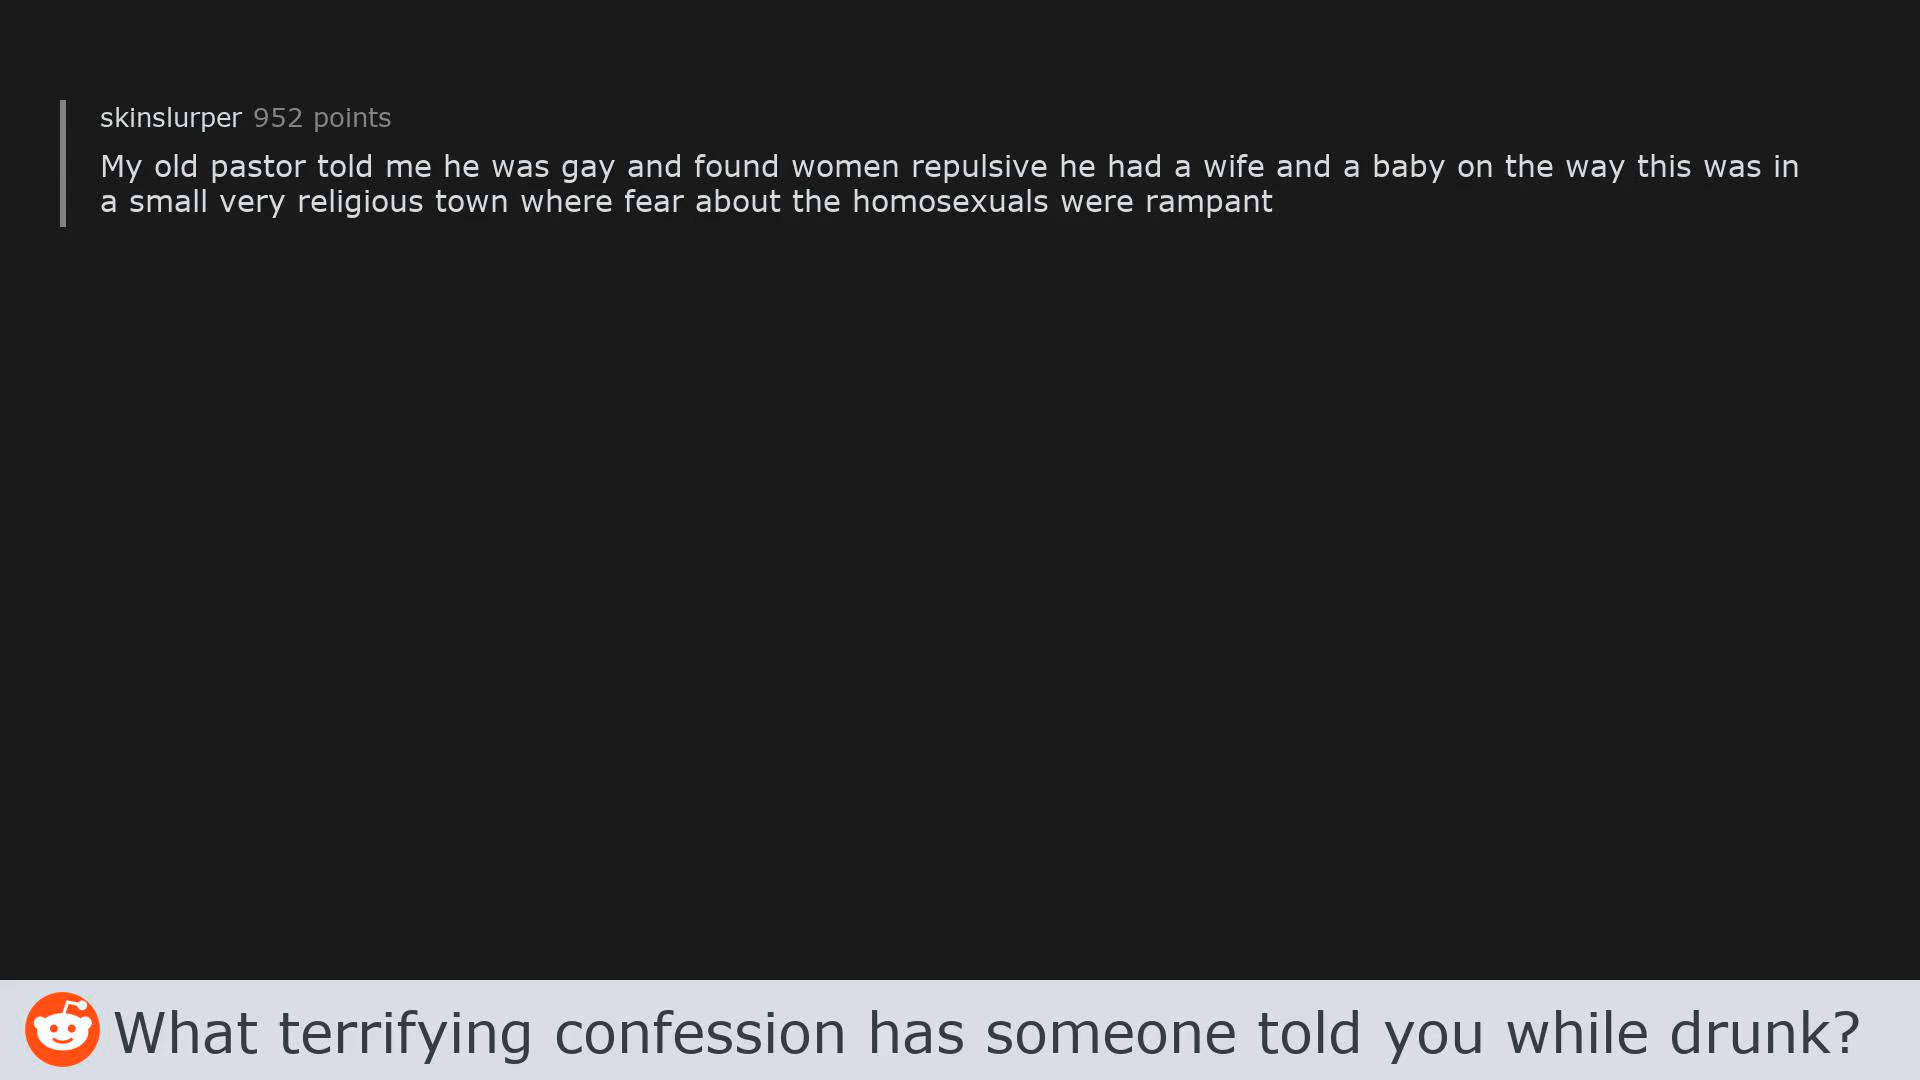 skinslurper 952 points
My old pastor told me he was gay and found women repulsive he had a wife and a baby on the way this was in
a small very religious town where fear about the homosexuals were rampant
What terrifying confession has someone told you while drunk?